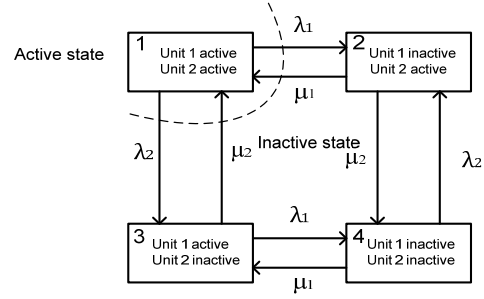 λ1
1
Unit 1 active
Unit 2 active
2
Unit 1 inactive
Unit 2 active
Active state
μ1
Inactive state
λ2
μ2
μ2
λ2
λ1
3
Unit 1 active
Unit 2 inactive
4
Unit 1 inactive
Unit 2 inactive
μ1